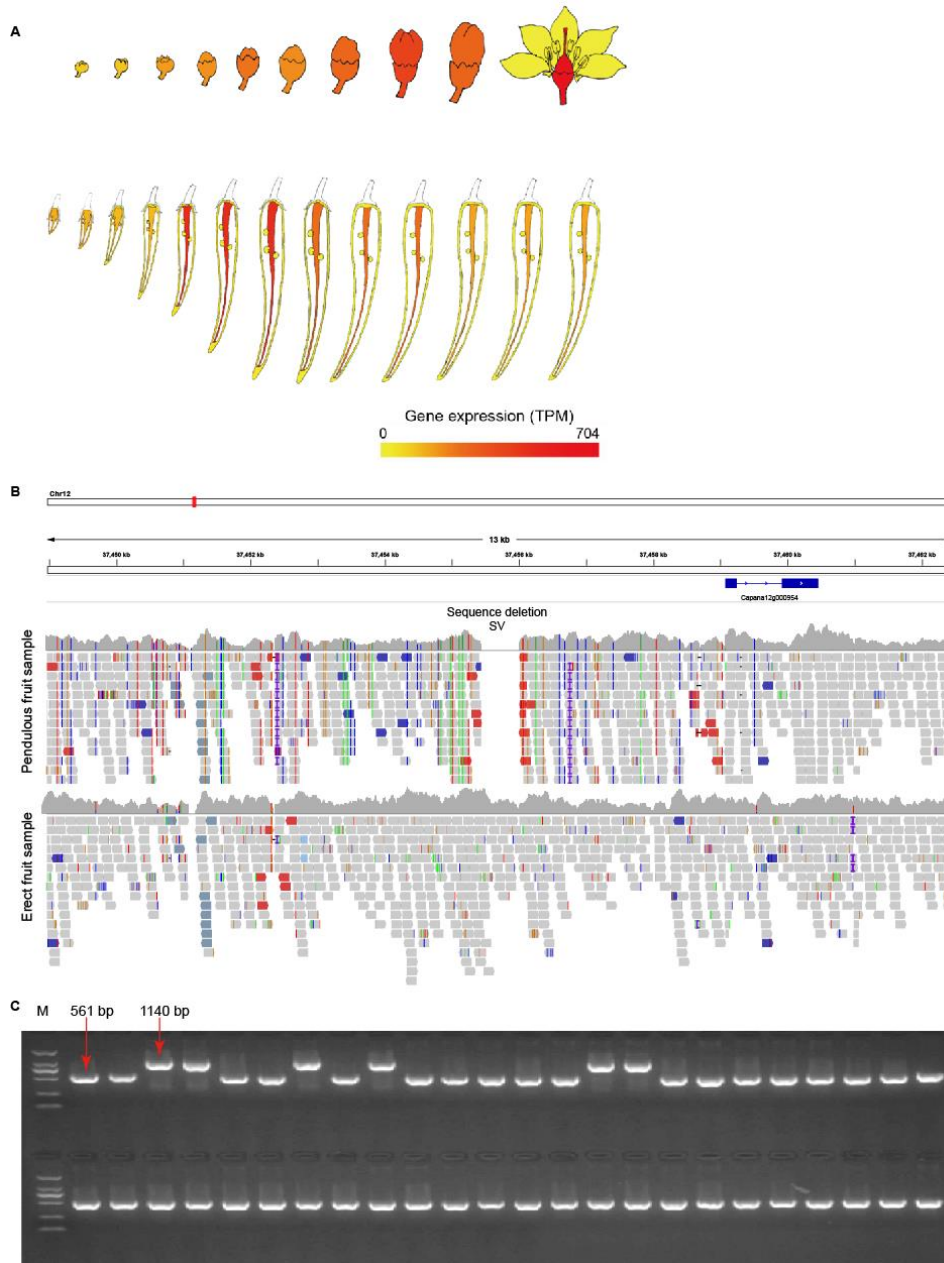 A
Gene expression (TPM)
0 704
B
Chr12
13 kb
37,450 kb 37,452 kb 37,454 kb 37,456 kb 37,458 kb 37,460 kb 37,462 kb
Capana12g000954
Sequence deletion
SV
Pendulous fruit sample
Erect fruit sample
C
M 561 bp 1140 bp